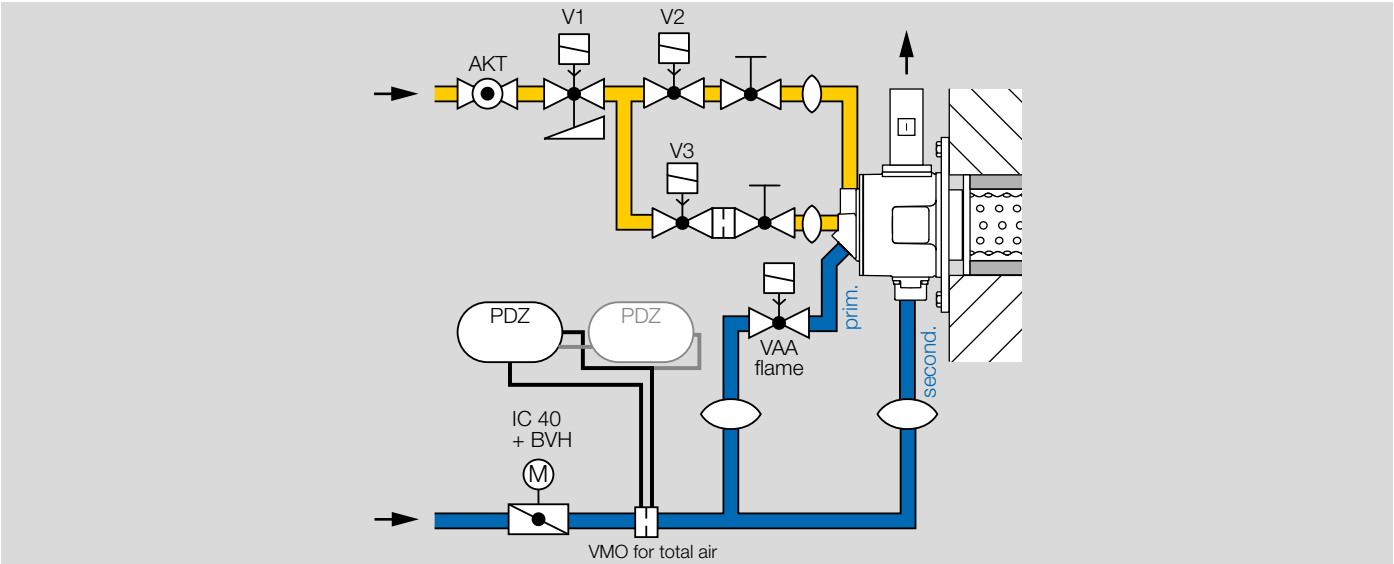 V1
V2
AKT
V3
prim.
PDZ
PDZ
VAA
flame
second.
IC 40
+ BVH
M
VMO for total air